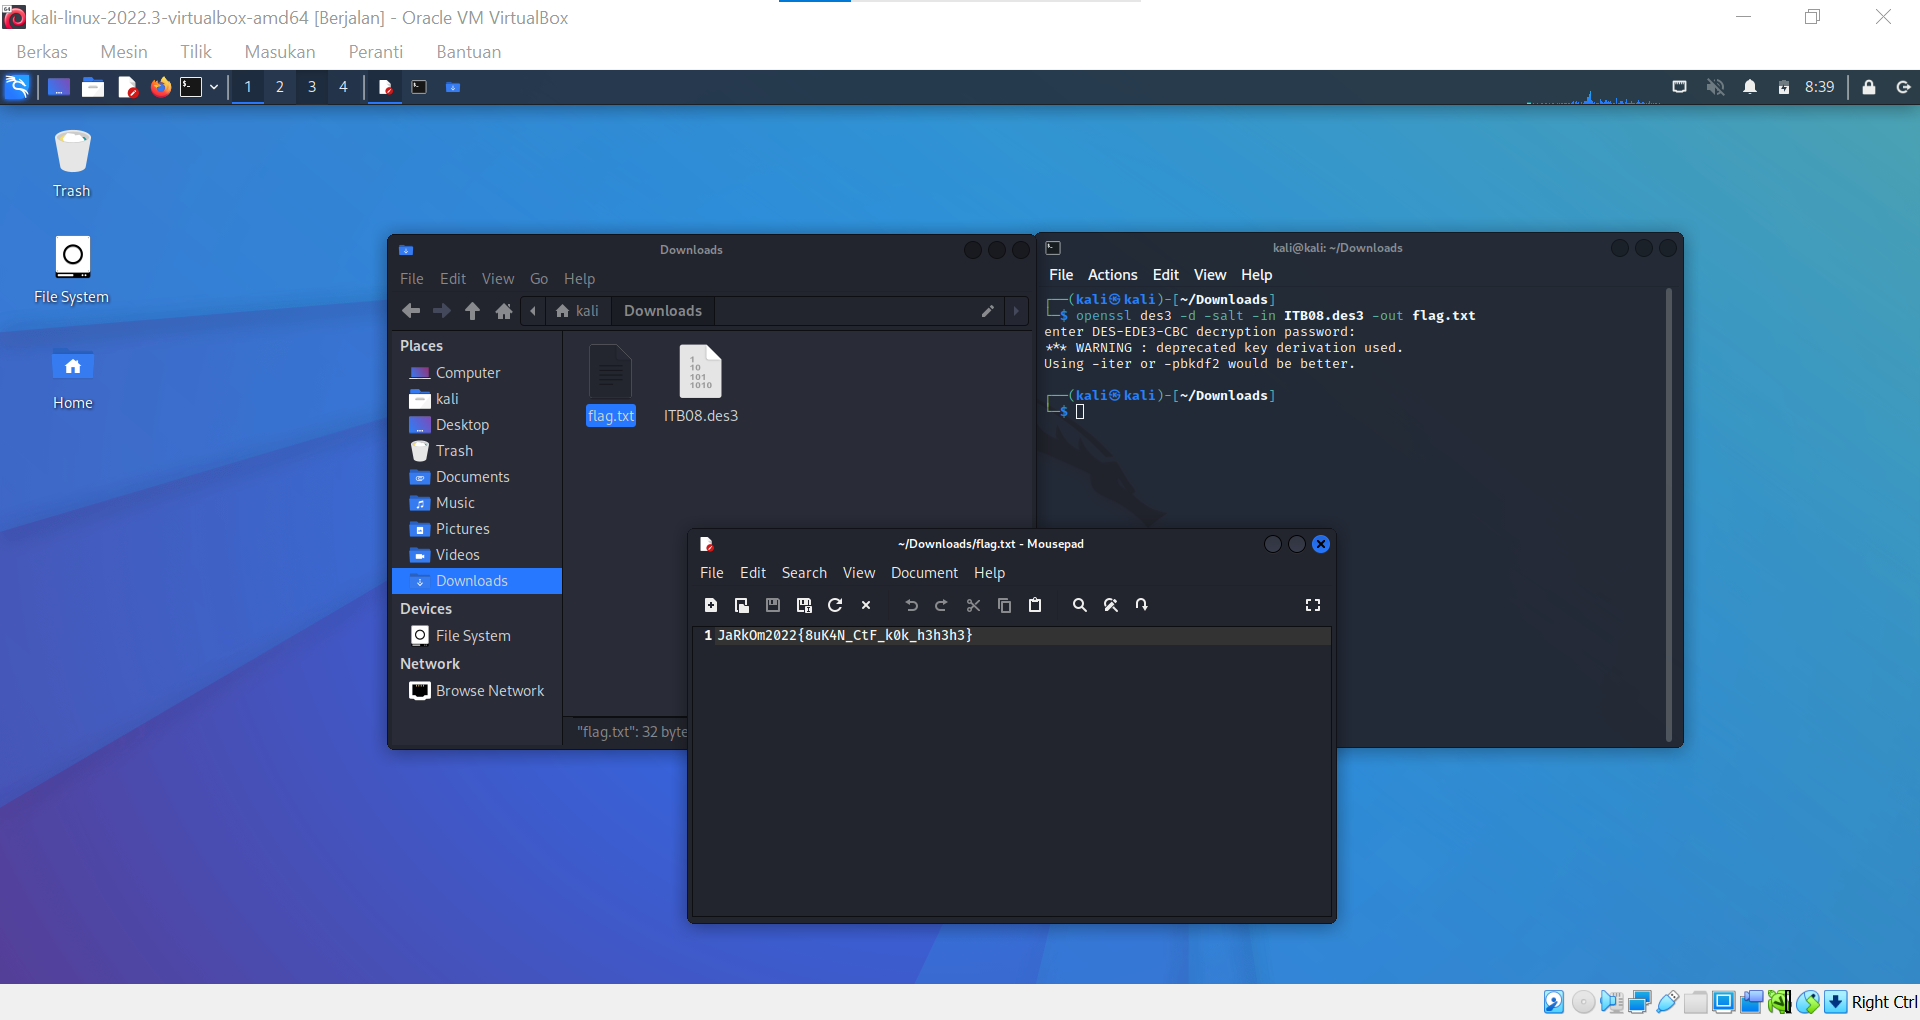 kali-linux-2022.3-virtualbox-amd64 [Berjalan] - Oracle VM VirtualBox
Berkas Mesin Tilik Masukan Peranti Bantuan
1 2 3 4 8:39
Trash
File System
Home
Downloads
File Edit View Go Help
kali Downloads
Places
Computer
kali
Desktop
Trash
Documents
Music
Pictures
Videos
Downloads
Devices
File System
Network
Browse Network
flag.txt ITB08.des3
"flag.txt": 32 byte
kali@kali: ~/Downloads
File Actions Edit View Help
┌──(kali㉿kali)-[~/Downloads]
└─$ openssl des3 -d -salt -in ITB08.des3 -out flag.txt
enter DES-EDE3-CBC decryption password:
*** WARNING : deprecated key derivation used.
Using -iter or -pbkdf2 would be better.
┌──(kali㉿kali)-[~/Downloads]
└─$
~/Downloads/flag.txt - Mousepad
File Edit Search View Document Help
1 JaRkOm2022{8uK4N_CtF_k0k_h3h3h3}
Right Ctrl